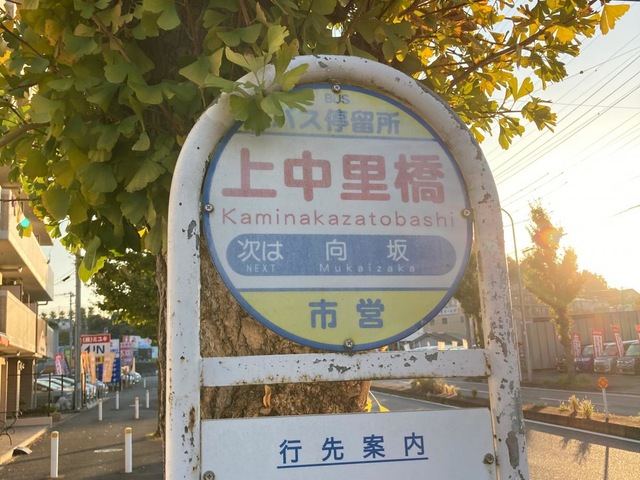 BUS
バス停留所
上中里橋
Kaminakazatobashi
次は 向坂
NEXT Mukaizaka
市営
行先案内